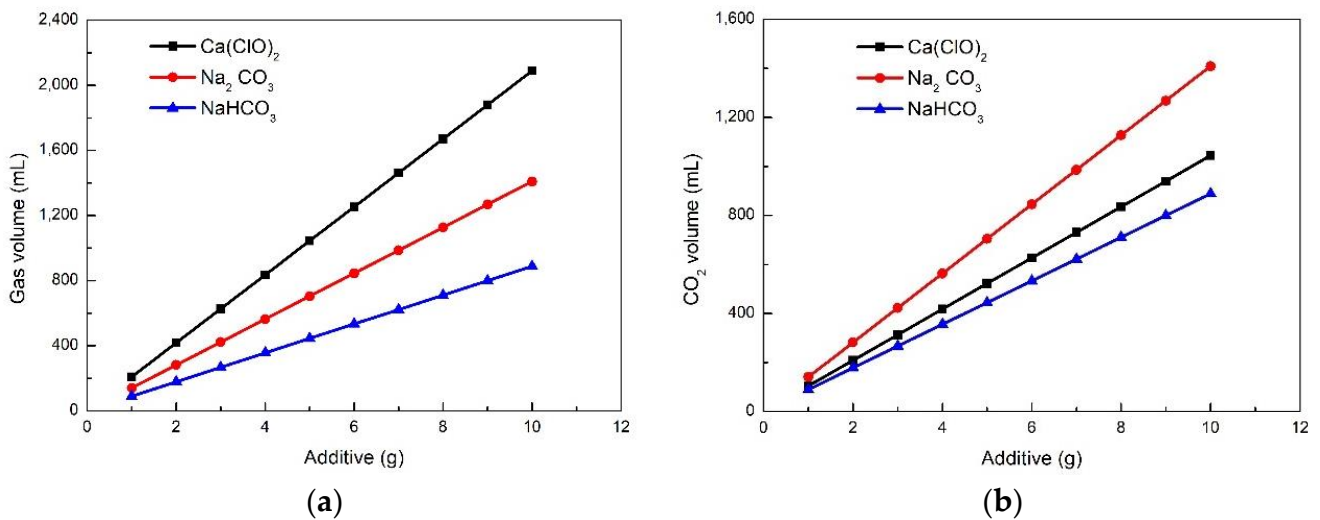 2,400
2,000
1,600
1,200
800
400
0
Gas volume (mL)
Ca(ClO)₂
Na₂ CO₃
NaHCO₃
0 2 4 6 8 10 12
Additive (g)
(a)
1,600
1,200
800
400
0
CO₂ volume (mL)
Ca(ClO)₂
Na₂ CO₃
NaHCO₃
0 2 4 6 8 10 12
Additive (g)
(b)